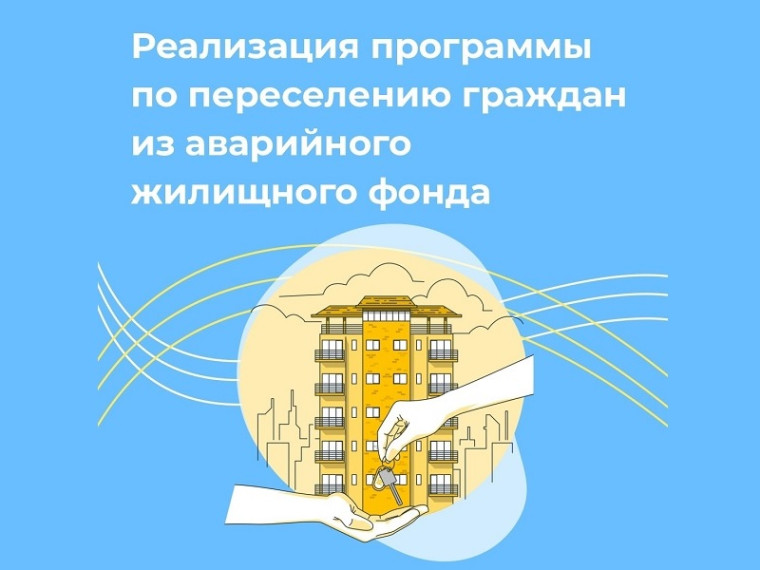 Реализация программы
по переселению граждан
из аварийного
жилищного фонда